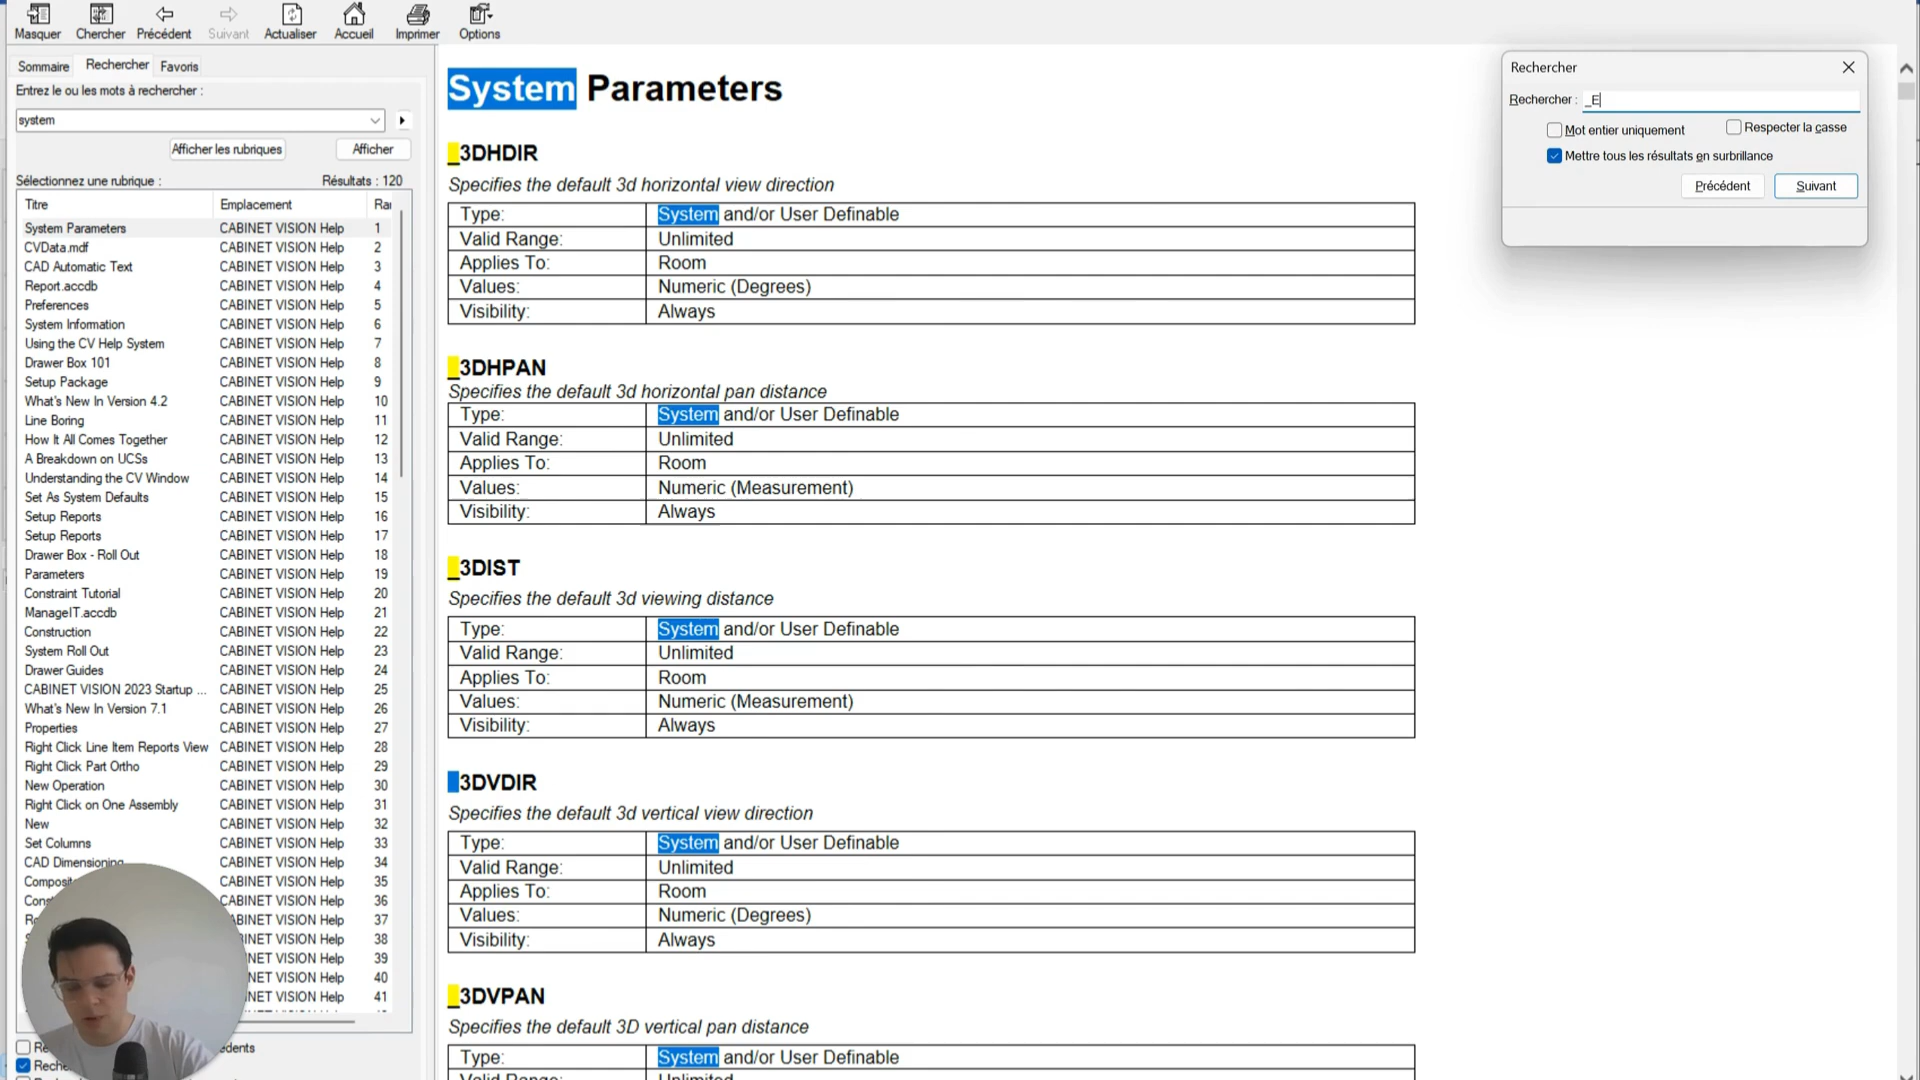 Masquer Chercher Précédent Suivant Actualiser Accueil Imprimer Options
Sommaire Rechercher Favoris
Entrez le ou les mots à rechercher :
system
Afficher les rubriques Afficher
Sélectionnez une rubrique : Résultats : 120
Titre Emplacement
System Parameters CABINET VISION Help 1
CVData.mdf CABINET VISION Help 2
CAD Automatic Text CABINET VISION Help 3
Report.accdb CABINET VISION Help 4
Preferences CABINET VISION Help 5
System Information CABINET VISION Help 6
Using the CV Help System CABINET VISION Help 7
Drawer Box 101 CABINET VISION Help 8
Setup Package CABINET VISION Help 9
What's New In Version 4.2 CABINET VISION Help 10
Line Boring CABINET VISION Help 11
How It All Comes Together CABINET VISION Help 12
A Breakdown on UCSs CABINET VISION Help 13
Understanding the CV Window CABINET VISION Help 14
Set As System Defaults CABINET VISION Help 15
Setup Reports CABINET VISION Help 16
Setup Reports CABINET VISION Help 17
Drawer Box - Roll Out CABINET VISION Help 18
Parameters CABINET VISION Help 19
Constraint Tutorial CABINET VISION Help 20
ManageIT.accdb CABINET VISION Help 21
Construction CABINET VISION Help 22
System Roll Out CABINET VISION Help 23
Drawer Guides CABINET VISION Help 24
CABINET VISION 2023 Startup ... CABINET VISION Help 25
What's New In Version 7.1 CABINET VISION Help 26
Properties CABINET VISION Help 27
Right Click Line Item Reports View CABINET VISION Help 28
Right Click Part Ortho CABINET VISION Help 29
New Operation CABINET VISION Help 30
Right Click on One Assembly CABINET VISION Help 31
New CABINET VISION Help 32
Set Columns CABINET VISION Help 33
CAD Dimensioning CABINET VISION Help 34
CABINET VISION Help 35
CABINET VISION Help 36
VISION Help 37
VISION Help 38
VISION Help 39
VISION Help 40
VISION Help 41
System Parameters
_3DHDIR
Specifies the default 3d horizontal view direction
Type: System and/or User Definable
Valid Range: Unlimited
Applies To: Room
Values: Numeric (Degrees)
Visibility: Always
_3DHPAN
Specifies the default 3d horizontal pan distance
Type: System and/or User Definable
Valid Range: Unlimited
Applies To: Room
Values: Numeric (Measurement)
Visibility: Always
_3DIST
Specifies the default 3d viewing distance
Type: System and/or User Definable
Valid Range: Unlimited
Applies To: Room
Values: Numeric (Measurement)
Visibility: Always
_3DVDIR
Specifies the default 3d vertical view direction
Type: System and/or User Definable
Valid Range: Unlimited
Applies To: Room
Values: Numeric (Degrees)
Visibility: Always
_3DVPAN
Specifies the default 3D vertical pan distance
Type: System and/or User Definable
Valid Range: Unlimited
Rechercher
Rechercher : _E
Mot entier uniquement Respecter la casse
Mettre tous les résultats en surbrillance
Précédent Suivant